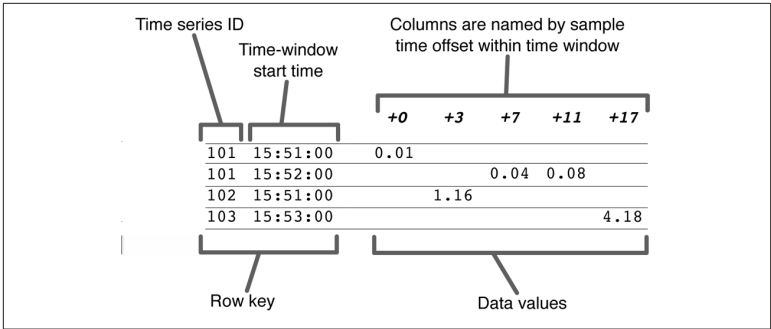 Time series ID
Time-window
start time
Columns are named by sample
time offset within time window
+0 +3 +7 +11 +17
101 15:51:00 0.01
101 15:52:00 0.04 0.08
102 15:51:00 1.16
103 15:53:00 4.18
Row key
Data values